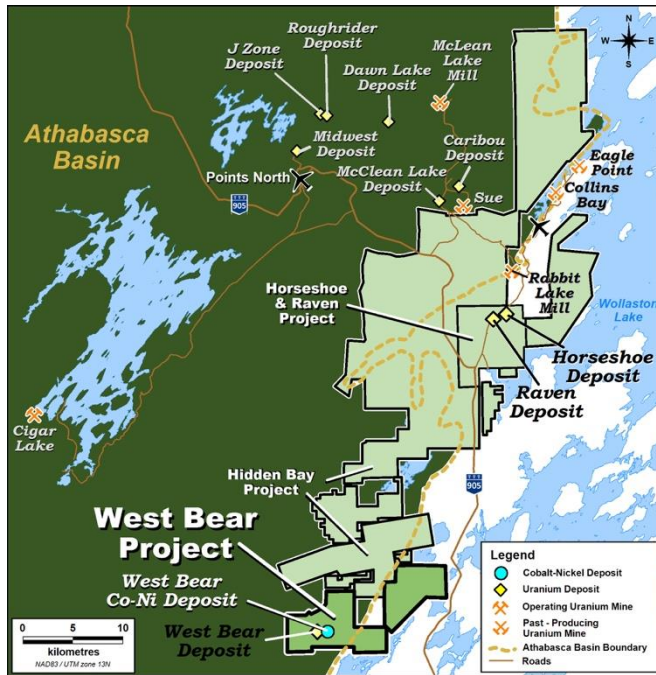 Roughrider
Deposit
J Zone
Deposit
Dawn Lake
Deposit
McLean
Lake
Mill
N
W E
S
Athabasca
Basin
Midwest
Deposit
Points North
McClean Lake
Deposit
Caribou
Deposit
Sue
Eagle
Point
Collins
Bay
905
Horseshoe
& Raven
Project
Rabbit
Lake
Mill
Wollaston
Lake
Horseshoe
Deposit
Raven
Deposit
Cigar
Lake
905
Hidden Bay
Project
West Bear
Project
West Bear
Co-Ni Deposit
West Bear
Deposit
0 5 10
kilometres
NAD83 / UTM zone 13N
Legend
Cobalt-Nickel Deposit
Uranium Deposit
Operating Uranium Mine
Past - Producing
Uranium Mine
Athabasca Basin Boundary
Roads